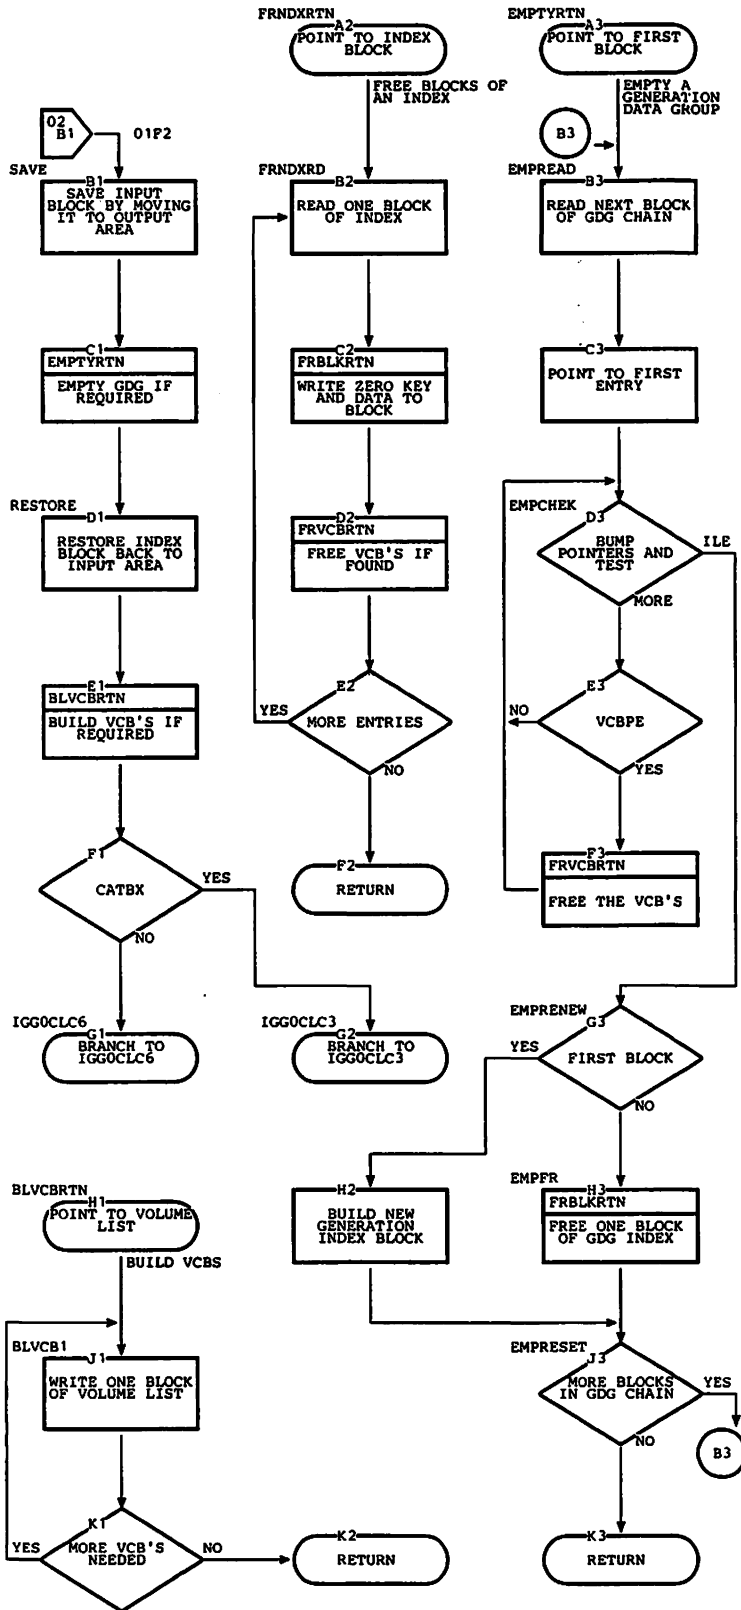 FRNDXRTN
A2
POINT TO INDEX
BLOCK
EMPTYRTN
A3
POINT TO FIRST
BLOCK
FREE BLOCKS OF
AN INDEX
EMPTY A
GENERATION
DATA GROUP
02
B1
01F2
B3
SAVE
B1
SAVE INPUT
BLOCK BY MOVING
IT TO OUTPUT
AREA
FRNDXRD
B2
READ ONE BLOCK
OF INDEX
EMPREAD
B3
READ NEXT BLOCK
OF GDG CHAIN
C1
EMPTYRTN
EMPTY GDG IF
REQUIRED
C2
FRBLKRTN
WRITE ZERO KEY
AND DATA TO
BLOCK
C3
POINT TO FIRST
ENTRY
RESTORE
D1
RESTORE INDEX
BLOCK BACK TO
INPUT AREA
D2
FRVCBRTN
FREE VCB'S IF
FOUND
EMPCHEK
D3
BUMP
POINTERS AND
TEST
ILE
MORE
E1
BLVCBRTN
BUILD VCB'S IF
REQUIRED
E2
YES
MORE ENTRIES
NO
E3
NO
VCBPE
YES
F1
CATBX
YES
NO
F2
RETURN
F3
FRVCBRTN
FREE THE VCB'S
IGG0CLC6
G1
BRANCH TO
IGG0CLC6
IGG0CLC3
G2
BRANCH TO
IGG0CLC3
EMPRENEW
G3
YES
FIRST BLOCK
NO
BLVCBRTN
H1
POINT TO VOLUME
LIST
BUILD VCBS
H2
BUILD NEW
GENERATION
INDEX BLOCK
EMPFR
H3
FRBLKRTN
FREE ONE BLOCK
OF GDG INDEX
BLVCB1
J1
WRITE ONE BLOCK
OF VOLUME LIST
EMPRESET
J3
MORE BLOCKS
IN GDG CHAIN
YES
NO
B3
K1
YES
MORE VCB'S
NEEDED
NO
K2
RETURN
K3
RETURN